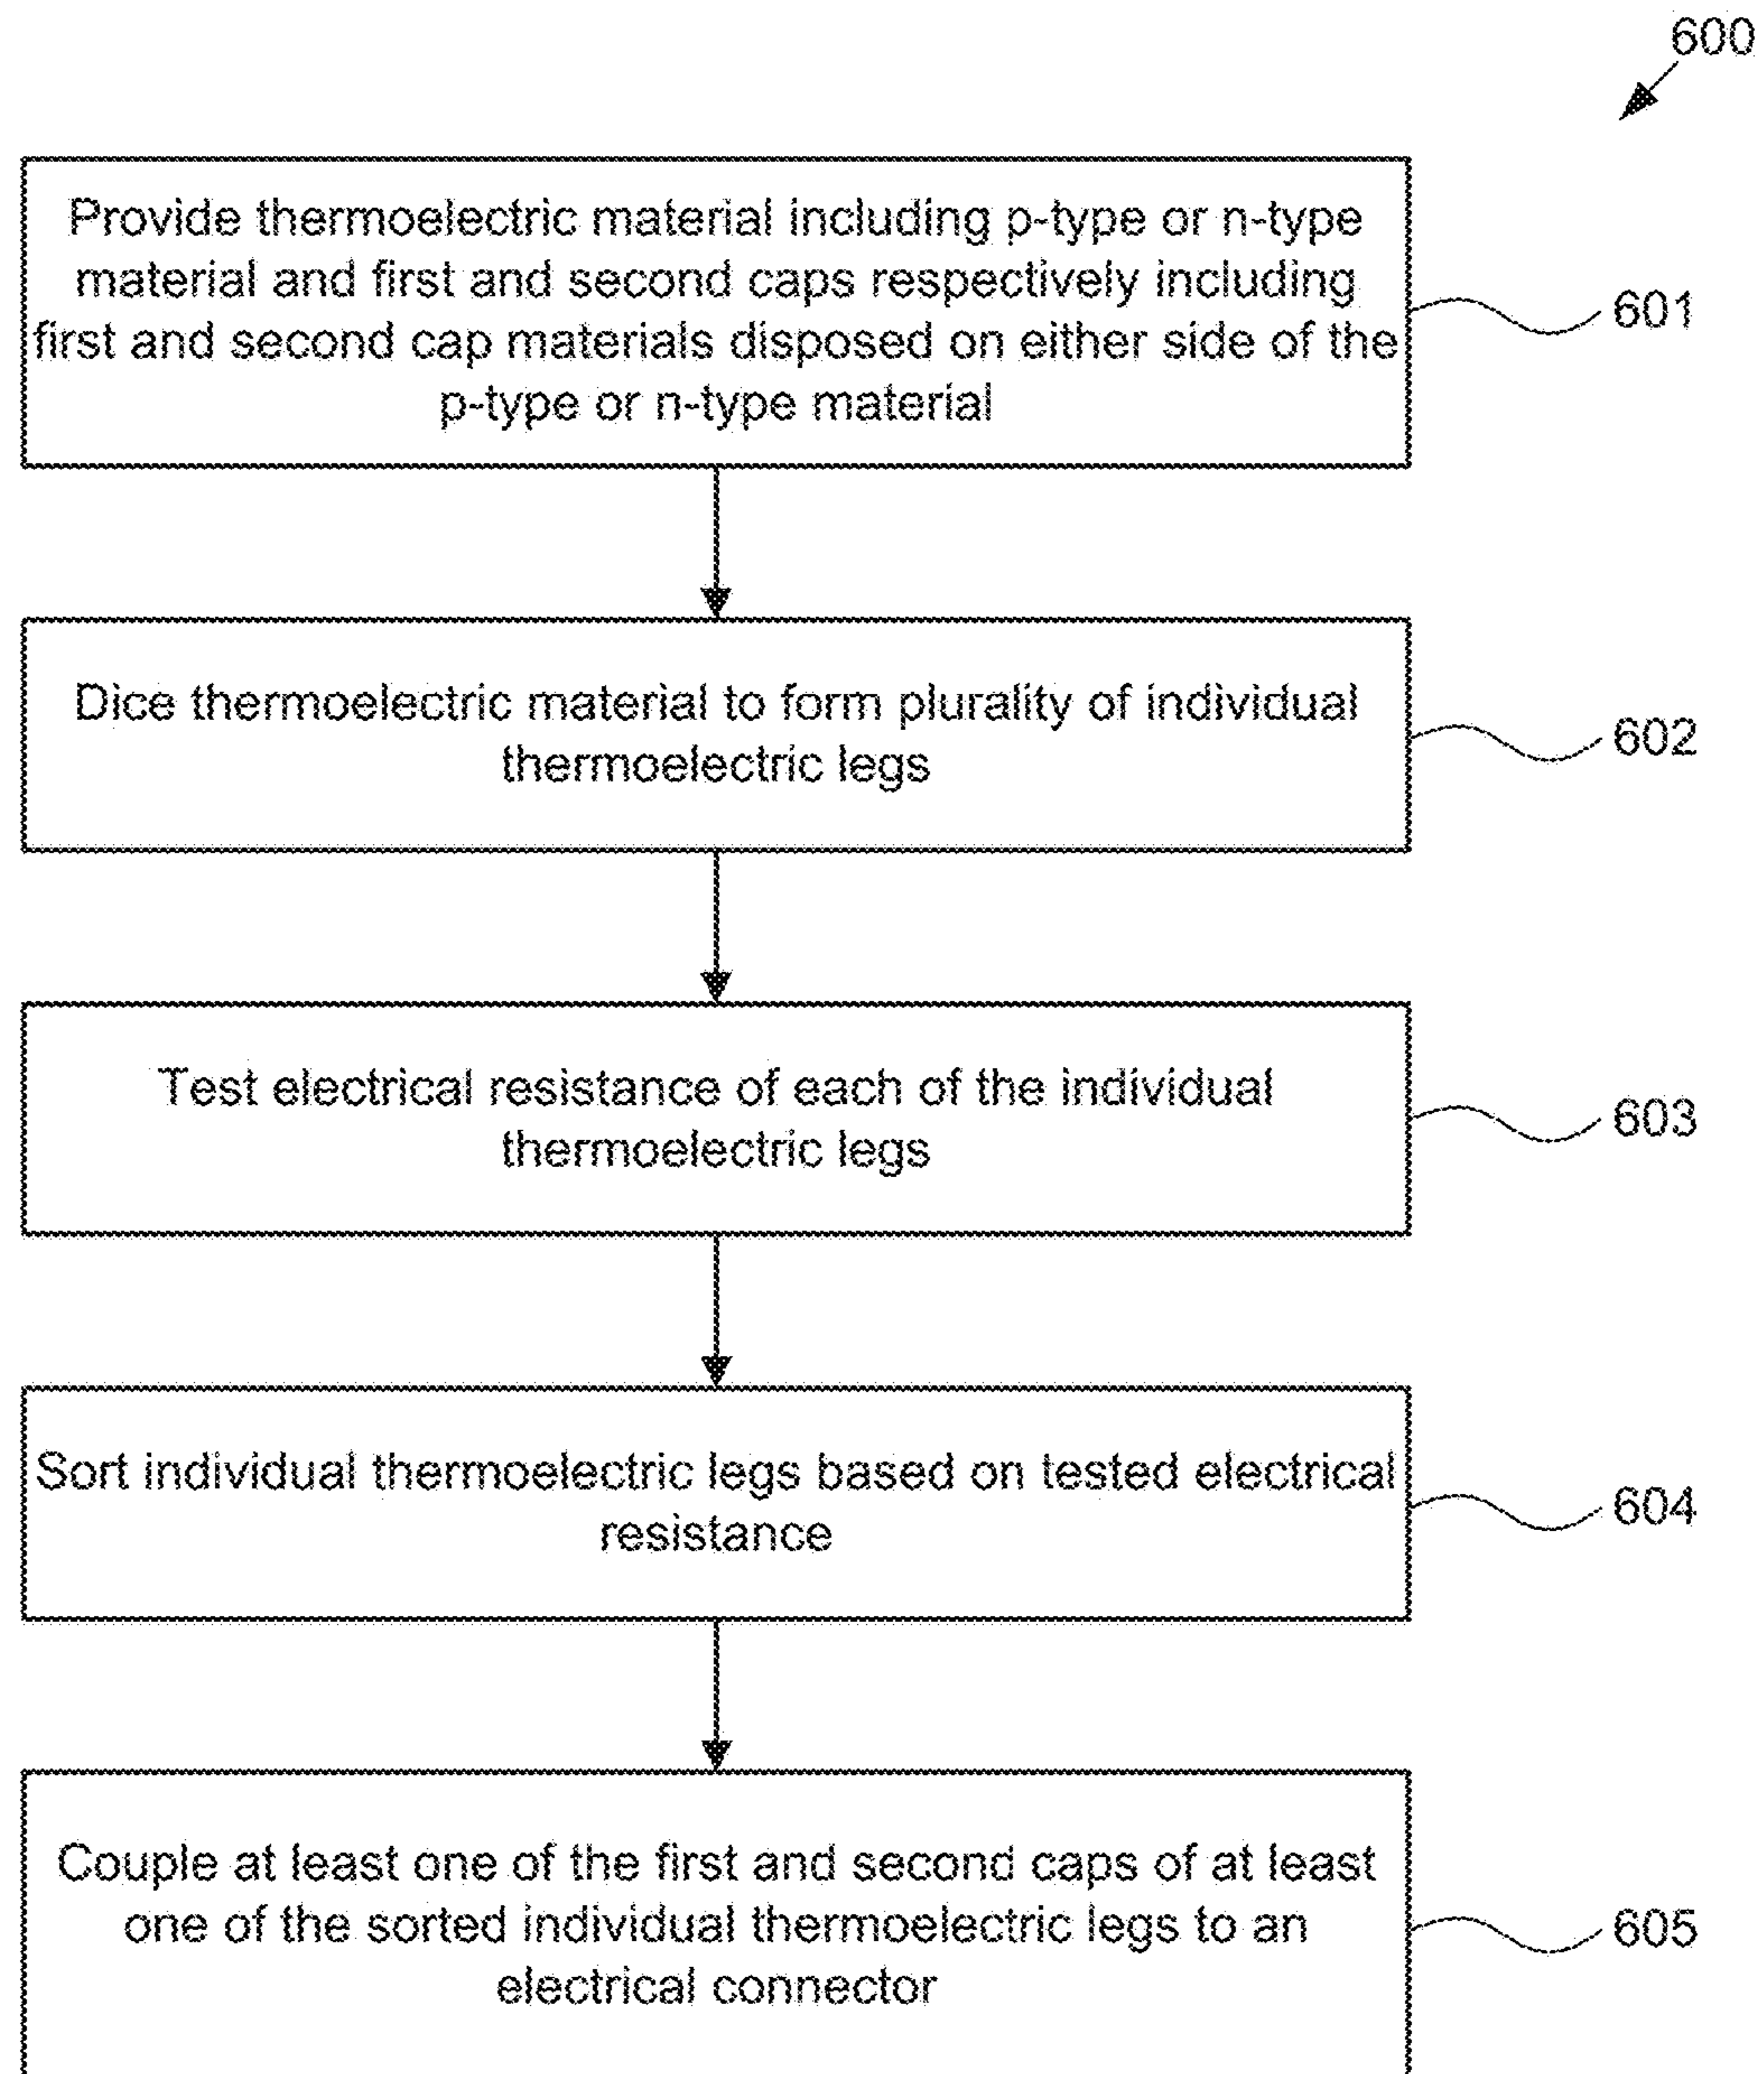 600
Provide thermoelectric material including p-type or n-type
material and first and second caps respectively including
first and second cap materials disposed on either side of the
p-type or n-type material
601
Dice thermoelectric material to form plurality of individual
thermoelectric legs
602
Test electrical resistance of each of the individual
thermoelectric legs
603
Sort individual thermoelectric legs based on tested electrical
resistance
604
Couple at least one of the first and second caps of at least
one of the sorted individual thermoelectric legs to an
electrical connector
605